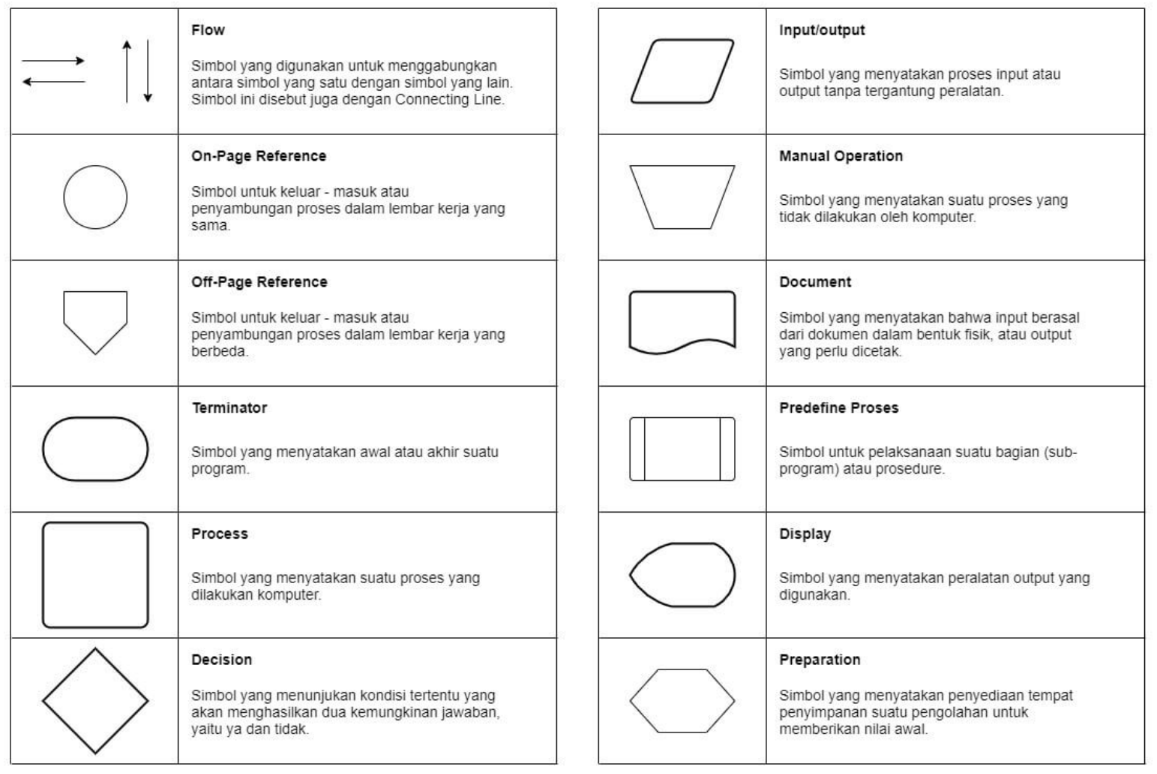 Flow
Simbol yang digunakan untuk menggabungkan
antara simbol yang satu dengan simbol yang lain.
Simbol ini disebut juga dengan Connecting Line.
On-Page Reference
Simbol untuk keluar - masuk atau
penyambungan proses dalam lembar kerja yang
sama.
Off-Page Reference
Simbol untuk keluar - masuk atau
penyambungan proses dalam lembar kerja yang
berbeda.
Terminator
Simbol yang menyatakan awal atau akhir suatu
program.
Process
Simbol yang menyatakan suatu proses yang
dilakukan komputer.
Decision
Simbol yang menunjukan kondisi tertentu yang
akan menghasilkan dua kemungkinan jawaban,
yaitu ya dan tidak.
Input/output
Simbol yang menyatakan proses input atau
output tanpa tergantung peralatan.
Manual Operation
Simbol yang menyatakan suatu proses yang
tidak dilakukan oleh komputer.
Document
Simbol yang menyatakan bahwa input berasal
dari dokumen dalam bentuk fisik, atau output
yang perlu dicetak.
Predefine Proses
Simbol untuk pelaksanaan suatu bagian (sub-
program) atau prosedure.
Display
Simbol yang menyatakan peralatan output yang
digunakan.
Preparation
Simbol yang menyatakan penyediaan tempat
penyimpanan suatu pengolahan untuk
memberikan nilai awal.